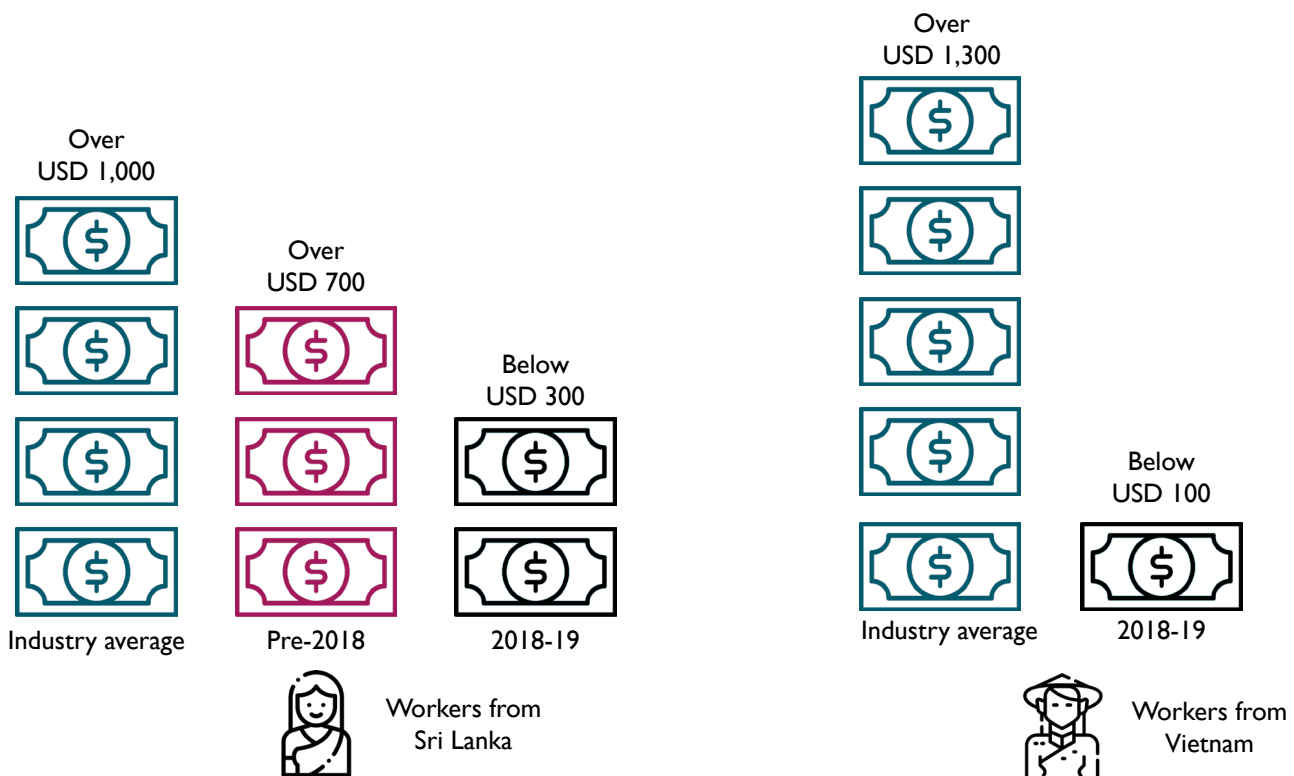 Over
USD 1,000
Over
USD 700
Below
USD 300
Industry average
Pre-2018
2018-19
Workers from
Sri Lanka
Over
USD 1,300
Below
USD 100
Industry average
2018-19
Workers from
Vietnam